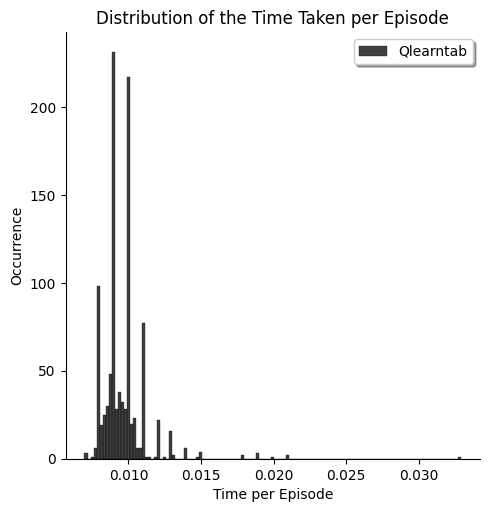 Distribution of the Time Taken per Episode
Qlearntab
200
150
100
50
0
Occurrence
0.010 0.015 0.020 0.025 0.030
Time per Episode